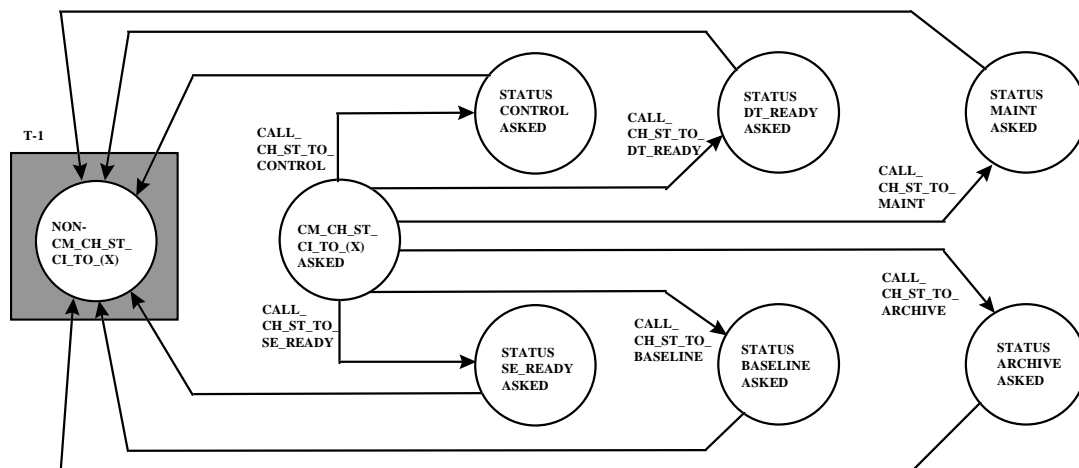 T-1
NON-
CM_CH_ST_
CI_TO_(X)
CALL_
CH_ST_TO_
CONTROL
STATUS
CONTROL
ASKED
CALL_
CH_ST_TO_
DT_READY
STATUS
DT_READY
ASKED
CALL_
CH_ST_TO_
MAINT
STATUS
MAINT
ASKED
CM_CH_ST_
CI_TO_(X)
ASKED
CALL_
CH_ST_TO_
SE_READY
STATUS
SE_READY
ASKED
CALL_
CH_ST_TO_
BASELINE
STATUS
BASELINE
ASKED
CALL_
CH_ST_TO_
ARCHIVE
STATUS
ARCHIVE
ASKED